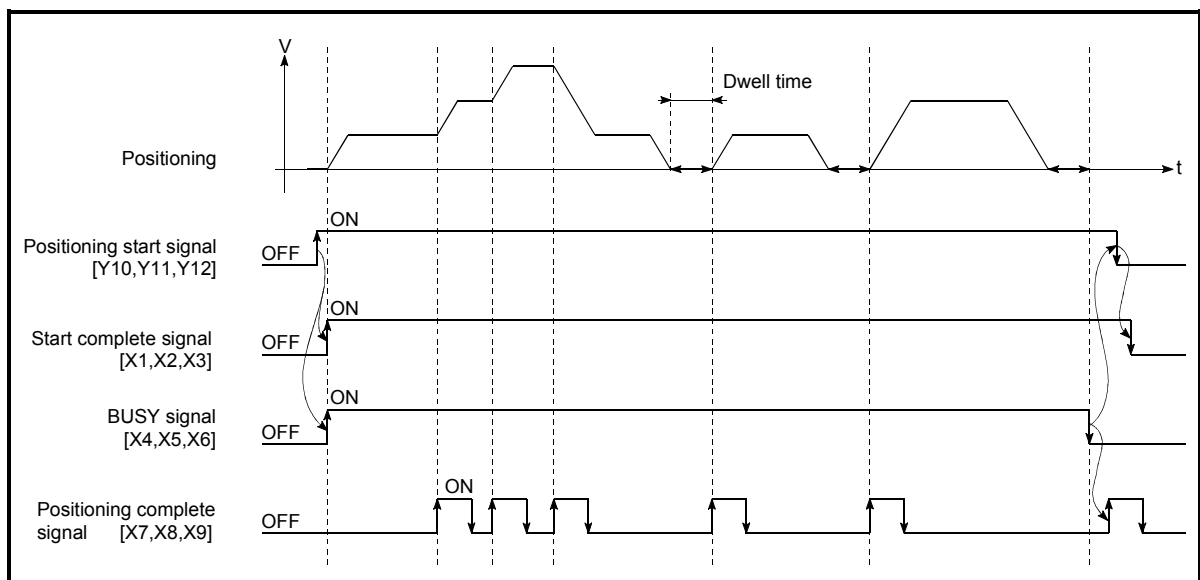 V
Dwell time
Positioning
t
ON
Positioning start signal
OFF
[Y10,Y11,Y12]
ON
Start complete signal
OFF
[X1,X2,X3]
ON
BUSY signal
OFF
[X4,X5,X6]
ON
Positioning complete
OFF
signal [X7,X8,X9]